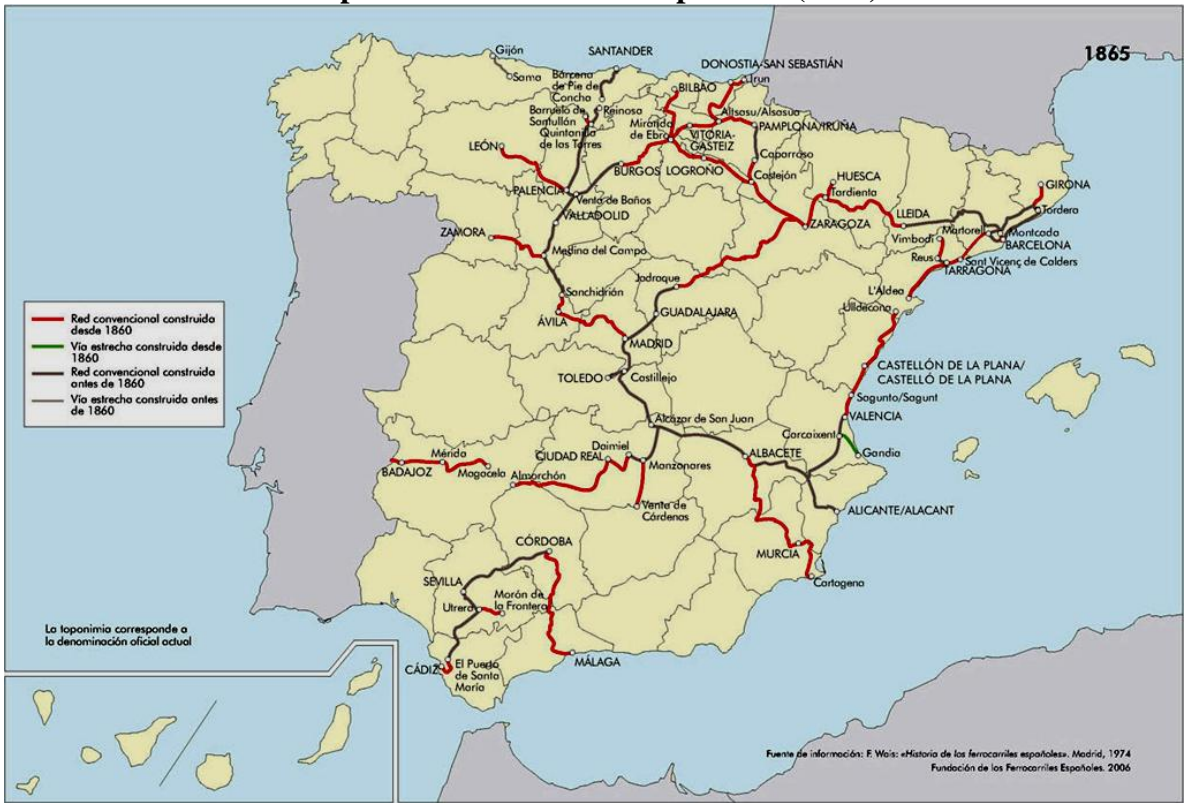 1865
Gijón
Sama
SANTANDER
Bárcena
de Pie de
Concha
Barruelo de
Santullón
Reinosa
Quintanilla
de las Torres
BILBAO
DONOSTIA-SAN SEBASTIÁN
Irun
Altsasu/Alsasua
Miranda
de Ebro
VITORIA-
GASTEIZ
PAMPLONA/IRUÑA
LEÓN
PALENCIA
BURGOS
LOGROÑO
Caparroso
Castejón
Venta de Baños
VALLADOLID
HUESCA
Tardienta
ZARAGOZA
LLEIDA
GIRONA
Tordera
Martorell
Montcada
BARCELONA
Vimbodí
Reus
Sant Vicenç de Calders
TARRAGONA
ZAMORA
Medina del Campo
Sanchidrián
ÁVILA
Jadraque
GUADALAJARA
MADRID
L'Aldea
Ulldecona
TOLEDO
Castillejo
CASTELLÓN DE LA PLANA/
CASTELLÓ DE LA PLANA
Sagunto/Sagunt
VALENCIA
Carcaixent
Gandia
Alcázar de San Juan
Daimiel
CIUDAD REAL
Manzanares
ALBACETE
Mérida
BADAJOZ
Magacela
Almorchón
Venta de
Cárdenas
ALICANTE/ALACANT
MURCIA
Cartagena
CÓRDOBA
SEVILLA
Utrera
Morón de
la Frontera
CÁDIZ
El Puerto
de Santa
María
MÁLAGA
Red convencional construida
desde 1860
Vía estrecha construida desde
1860
Red convencional construida
antes de 1860
Vía estrecha construida antes
de 1860
La toponimia corresponde a
la denominación oficial actual
Fuente de información: F. Wais: «Historia de los ferrocarriles españoles». Madrid, 1974
Fundación de los Ferrocarriles Españoles. 2006